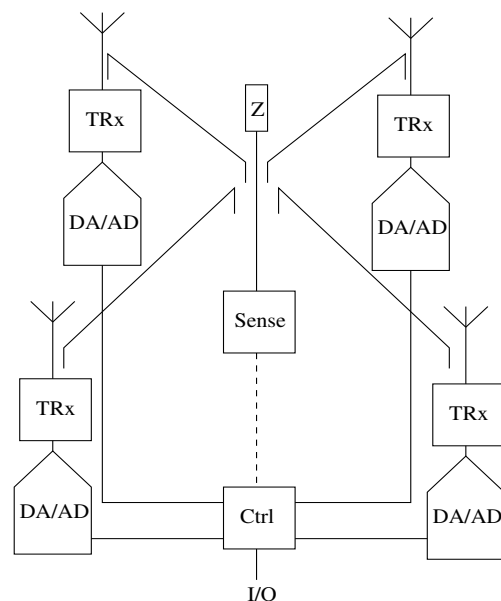 Z
TRx
TRx
DA/AD
DA/AD
Sense
TRx
TRx
DA/AD
DA/AD
Ctrl
I/O